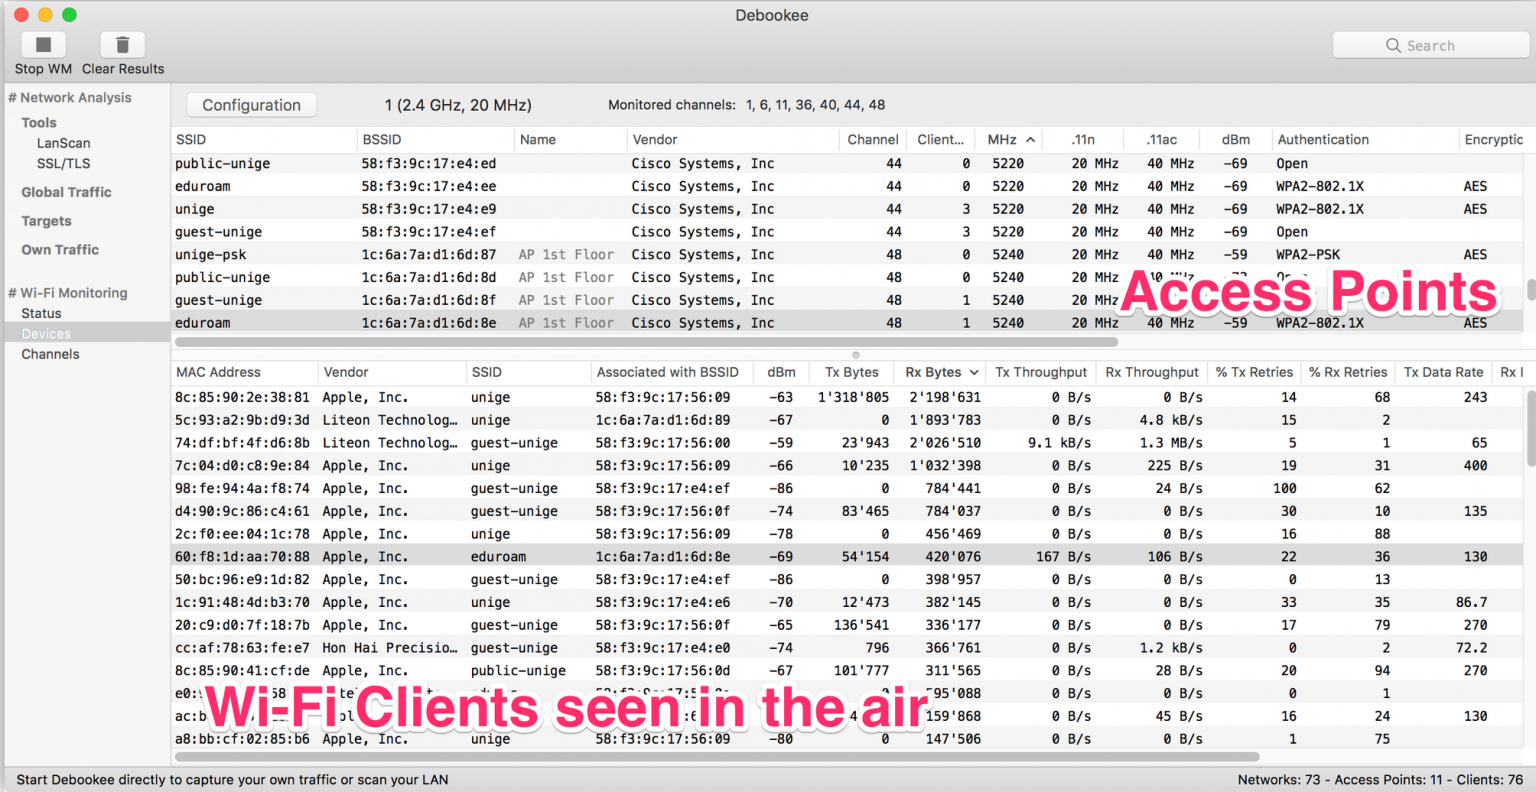 Debookee
Stop WM Clear Results Search
# Network Analysis
Tools
LanScan
SSL/TLS
Global Traffic
Targets
Own Traffic
# Wi-Fi Monitoring
Status
Devices
Channels
Configuration 1 (2.4 GHz, 20 MHz) Monitored channels: 1, 6, 11, 36, 40, 44, 48
SSID BSSID Name Vendor Channel Client... MHz .11n .11ac dBm Authentication Encryptic
public-unige 58:f3:9c:17:e4:ed Cisco Systems, Inc 44 0 5220 20 MHz 40 MHz -69 Open
eduroam 58:f3:9c:17:e4:ee Cisco Systems, Inc 44 0 5220 20 MHz 40 MHz -69 WPA2-802.1X AES
unige 58:f3:9c:17:e4:e9 Cisco Systems, Inc 44 3 5220 20 MHz 40 MHz -69 WPA2-802.1X AES
guest-unige 58:f3:9c:17:e4:ef Cisco Systems, Inc 44 3 5220 20 MHz 40 MHz -69 Open
unige-psk 1c:6a:7a:d1:6d:87 AP 1st Floor Cisco Systems, Inc 48 0 5240 20 MHz 40 MHz -59 WPA2-PSK AES
public-unige 1c:6a:7a:d1:6d:8d AP 1st Floor Cisco Systems, Inc 48 0 5240 20 MHz
guest-unige 1c:6a:7a:d1:6d:8f AP 1st Floor Cisco Systems, Inc 48 1 5240
Access Points
eduroam 1c:6a:7a:d1:6d:8e AP 1st Floor Cisco Systems, Inc 48 1 5240 20 MHz 40 MHz -59 WPA2-802.1X AES
MAC Address Vendor SSID Associated with BSSID dBm Tx Bytes Rx Bytes Tx Throughput Rx Throughput % Tx Retries % Rx Retries Tx Data Rate Rx
8c:85:90:2e:38:81 Apple, Inc. unige 58:f3:9c:17:56:09 -63 1'318'805 2'198'631 0 B/s 0 B/s 14 68 243
5c:93:a2:9b:d9:3d Liteon Technolog… unige 1c:6a:7a:d1:6d:89 -67 0 1'893'783 0 B/s 4.8 kB/s 15 2
74:df:bf:4f:d6:8b Liteon Technolog… guest-unige 58:f3:9c:17:56:00 -59 23'943 2'026'510 9.1 kB/s 1.3 MB/s 5 1 65
7c:04:d0:c8:9e:84 Apple, Inc. unige 58:f3:9c:17:56:09 -66 10'235 1'032'398 0 B/s 225 B/s 19 31 400
98:fe:94:4a:f8:74 Apple, Inc. guest-unige 58:f3:9c:17:e4:ef -86 0 784'441 0 B/s 24 B/s 100 62
d4:90:9c:86:c4:61 Apple, Inc. guest-unige 58:f3:9c:17:56:0f -74 83'465 784'037 0 B/s 0 B/s 30 10 135
2c:f0:ee:04:1c:78 Apple, Inc. unige 58:f3:9c:17:56:09 -78 0 456'469 0 B/s 0 B/s 16 88
60:f8:1d:aa:70:88 Apple, Inc. eduroam 1c:6a:7a:d1:6d:8e -69 54'154 420'076 167 B/s 106 B/s 22 36 130
50:bc:96:e9:1d:82 Apple, Inc. guest-unige 58:f3:9c:17:e4:ef -86 0 398'957 0 B/s 0 B/s 0 13
1c:91:48:4d:b3:70 Apple, Inc. unige 58:f3:9c:17:e4:e6 -70 12'473 382'145 0 B/s 0 B/s 33 35 86.7
20:c9:d0:7f:18:7b Apple, Inc. guest-unige 58:f3:9c:17:56:0f -65 136'541 336'177 0 B/s 0 B/s 17 79 270
cc:af:78:63:fe:e7 Hon Hai Precisio… guest-unige 58:f3:9c:17:e4:e0 -74 796 366'761 0 B/s 1.2 kB/s 0 2 72.2
8c:85:90:41:cf:de Apple, Inc. public-unige 58:f3:9c:17:56:0d -67 101'777 311'565 0 B/s 28 B/s 20 94 270
0 B/s 0 B/s 0 1
Wi-Fi Clients seen in the air
0 B/s 45 B/s 16 24 130
a8:bb:cf:02:85:b6 Apple, Inc. unige 58:f3:9c:17:56:09 -80 0 147'506 0 B/s 0 B/s 1 75
Start Debookee directly to capture your own traffic or scan your LAN Networks: 73 - Access Points: 11 - Clients: 76